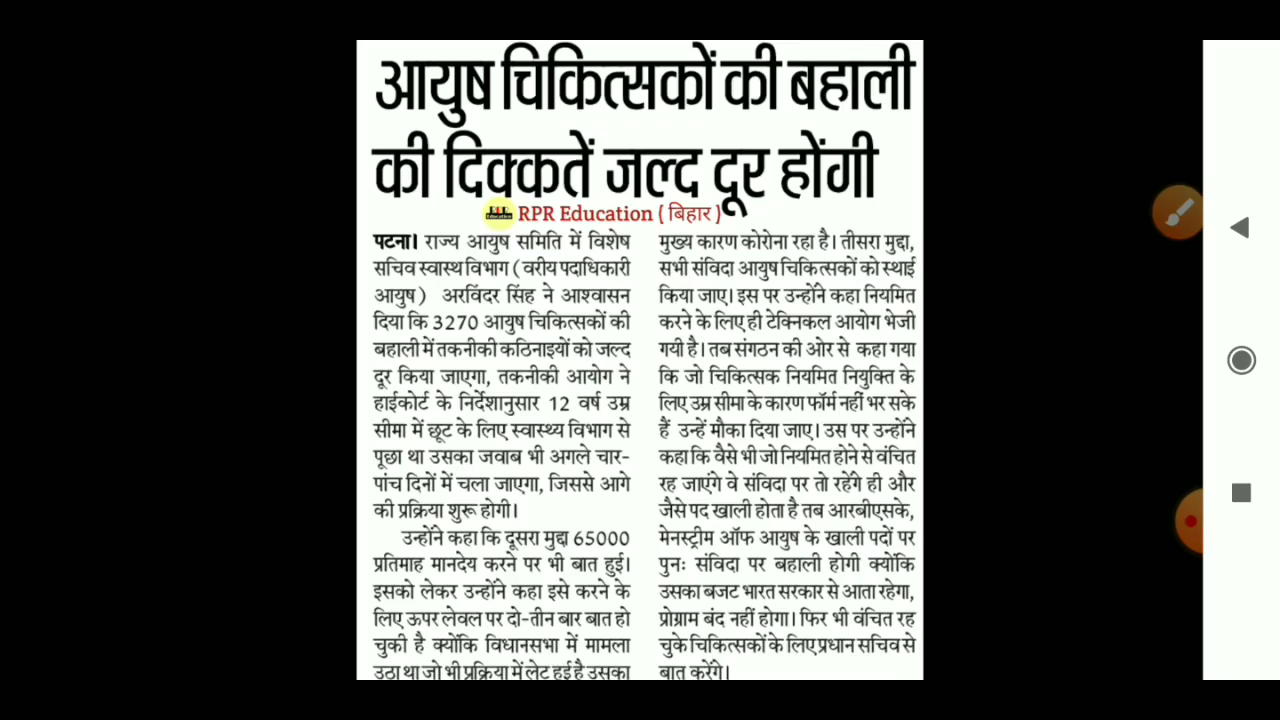 आयुष चिकित्सकों की बहाली
की दिक्कतें जल्द दूर होंगी
RPR Education ( बिहार )
पटना। राज्य आयुष समिति में विशेष
सचिव स्वास्थ विभाग (वरीय पदाधिकारी
आयुष) अरविंदर सिंह ने आश्वासन
दिया कि 3270 आयुष चिकित्सकों की
बहाली में तकनीकी कठिनाइयों को जल्द
दूर किया जाएगा, तकनीकी आयोग ने
हाईकोर्ट के निर्देशानुसार 12 वर्ष उम्र
सीमा में छूट के लिए स्वास्थ्य विभाग से
पूछा था उसका जवाब भी अगले चार-
पांच दिनों में चला जाएगा, जिससे आगे
की प्रक्रिया शुरू होगी।
उन्होंने कहा कि दूसरा मुद्दा 65000
प्रतिमाह मानदेय करने पर भी बात हुई।
इसको लेकर उन्होंने कहा इसे करने के
लिए ऊपर लेवल पर दो-तीन बार बात हो
चुकी है क्योंकि विधानसभा में मामला
उठा था जो भी प्रक्रिया में लेट हुई है उसका
मुख्य कारण कोरोना रहा है। तीसरा मुद्दा,
सभी संविदा आयुष चिकित्सकों को स्थाई
किया जाए। इस पर उन्होंने कहा नियमित
करने के लिए ही टेक्निकल आयोग भेजी
गयी है। तब संगठन की ओर से कहा गया
कि जो चिकित्सक नियमित नियुक्ति के
लिए उम्र सीमा के कारण फॉर्म नहीं भर सके
हैं उन्हें मौका दिया जाए। उस पर उन्होंने
कहा कि वैसे भी जो नियमित होने से वंचित
रह जाएंगे वे संविदा पर तो रहेंगे ही और
जैसे पद खाली होता है तब आरबीएसके,
मेनस्ट्रीम ऑफ आयुष के खाली पदों पर
पुनः संविदा पर बहाली होगी क्योंकि
उसका बजट भारत सरकार से आता रहेगा,
प्रोग्राम बंद नहीं होगा। फिर भी वंचित रह
चुके चिकित्सकों के लिए प्रधान सचिव से
बात करेंगे।